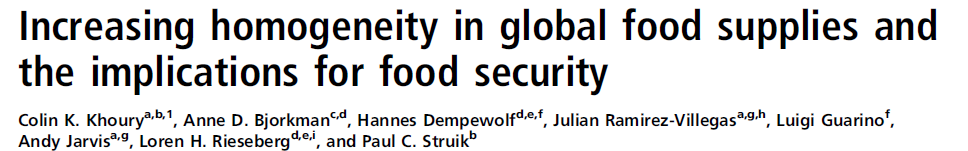 Increasing homogeneity in global food supplies and
the implications for food security
Colin K. Khoury^a,b,1, Anne D. Bjorkman^c,d, Hannes Dempewolf^d,e,f, Julian Ramirez-Villegas^a,g,h, Luigi Guarino^f,
Andy Jarvis^a,g, Loren H. Rieseberg^d,e,i, and Paul C. Struik^b